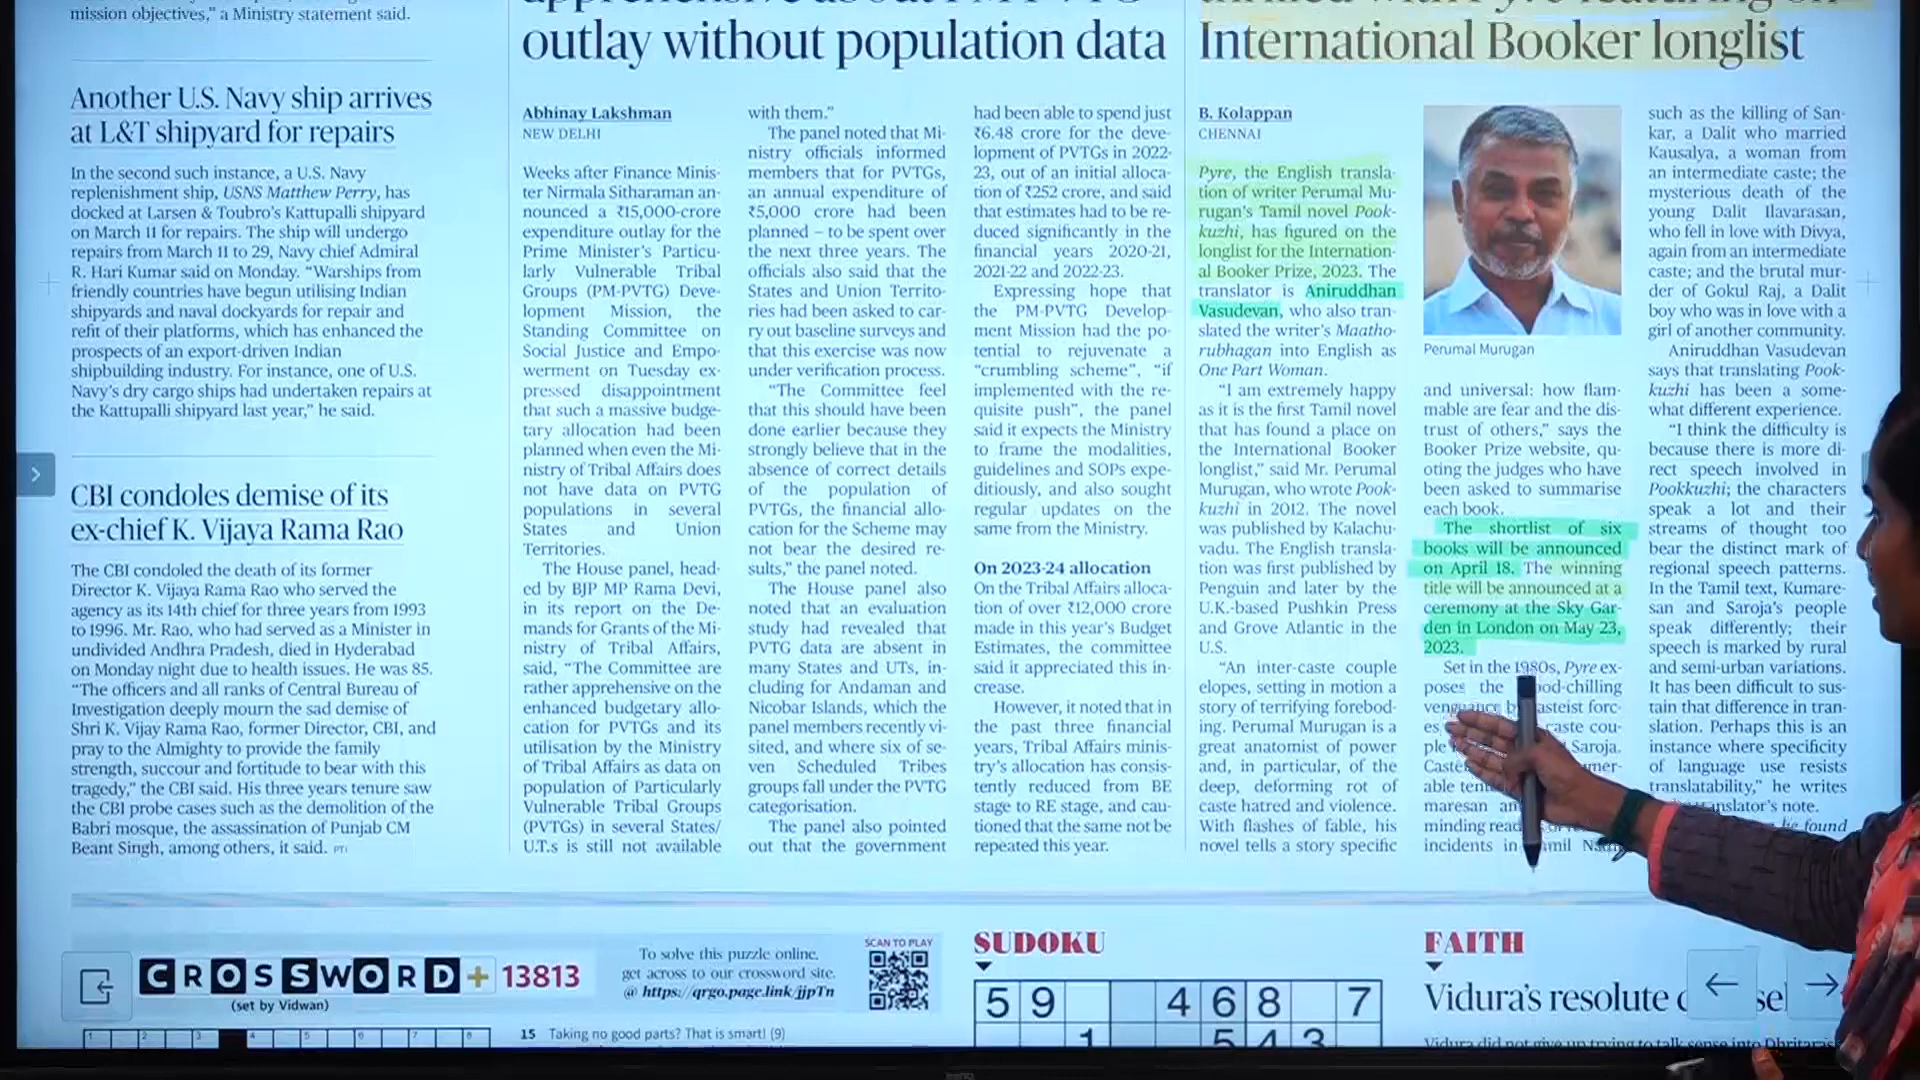 mission objectives,” a Ministry statement said.
Another U.S. Navy ship arrives
at L&T shipyard for repairs
In the second such instance, a U.S. Navy
replenishment ship, USNS Matthew Perry, has
docked at Larsen & Toubro’s Kattupalli shipyard
on March 11 for repairs. The ship will undergo
repairs from March 11 to 29, Navy chief Admiral
R. Hari Kumar said on Monday. “Warships from
friendly countries have begun utilising Indian
shipyards and naval dockyards for repair and
refit of their platforms, which has enhanced the
prospects of an export-driven Indian
shipbuilding industry. For instance, one of U.S.
Navy’s dry cargo ships had undertaken repairs at
the Kattupalli shipyard last year,” he said.
CBI condoles demise of its
ex-chief K. Vijaya Rama Rao
The CBI condoled the death of its former
Director K. Vijaya Rama Rao who served the
agency as its 14th chief for three years from 1993
to 1996. Mr. Rao, who had served as a Minister in
undivided Andhra Pradesh, died in Hyderabad
on Monday night due to health issues. He was 85.
“The officers and all ranks of Central Bureau of
Investigation deeply mourn the sad demise of
Shri K. Vijay Rama Rao, former Director, CBI, and
pray to the Almighty to provide the family
strength, succour and fortitude to bear with this
tragedy,” the CBI said. His three years tenure saw
the CBI probe cases such as the demolition of the
Babri mosque, the assassination of Punjab CM
Beant Singh, among others, it said. PTI
outlay without population data
Abhinay Lakshman
NEW DELHI
Weeks after Finance Minis-
ter Nirmala Sitharaman an-
nounced a ₹15,000-crore
expenditure outlay for the
Prime Minister’s Particu-
larly Vulnerable Tribal
Groups (PM-PVTG) Deve-
lopment Mission, the
Standing Committee on
Social Justice and Empo-
werment on Tuesday ex-
pressed disappointment
that such a massive budge-
tary allocation had been
planned when even the Mi-
nistry of Tribal Affairs does
not have data on PVTG
populations in several
States and Union
Territories.
The House panel, head-
ed by BJP MP Rama Devi,
in its report on the De-
mands for Grants of the Mi-
nistry of Tribal Affairs,
said, “The Committee are
rather apprehensive on the
enhanced budgetary allo-
cation for PVTGs and its
utilisation by the Ministry
of Tribal Affairs as data on
population of Particularly
Vulnerable Tribal Groups
(PVTGs) in several States/
U.T.s is still not available
with them.”
The panel noted that Mi-
nistry officials informed
members that for PVTGs,
an annual expenditure of
₹5,000 crore had been
planned – to be spent over
the next three years. The
officials also said that the
States and Union Territo-
ries had been asked to car-
ry out baseline surveys and
that this exercise was now
under verification process.
“The Committee feel
that this should have been
done earlier because they
strongly believe that in the
absence of correct details
of the population of
PVTGs, the financial allo-
cation for the Scheme may
not bear the desired re-
sults,” the panel noted.
The House panel also
noted that an evaluation
study had revealed that
PVTG data are absent in
many States and UTs, in-
cluding for Andaman and
Nicobar Islands, which the
panel members recently vi-
sited, and where six of se-
ven Scheduled Tribes
groups fall under the PVTG
categorisation.
The panel also pointed
out that the government
had been able to spend just
₹6.48 crore for the deve-
lopment of PVTGs in 2022-
23, out of an initial alloca-
tion of ₹252 crore, and said
that estimates had to be re-
duced significantly in the
financial years 2020-21,
2021-22 and 2022-23.
Expressing hope that
the PM-PVTG Develop-
ment Mission had the po-
tential to rejuvenate a
“crumbling scheme”, “if
implemented with the re-
quisite push”, the panel
said it expects the Ministry
to frame the modalities,
guidelines and SOPs expe-
ditiously, and also sought
regular updates on the
same from the Ministry.
On 2023-24 allocation
On the Tribal Affairs alloca-
tion of over ₹12,000 crore
made in this year’s Budget
Estimates, the committee
said it appreciated this in-
crease.
However, it noted that in
the past three financial
years, Tribal Affairs minis-
try’s allocation has consis-
tently reduced from BE
stage to RE stage, and cau-
tioned that the same not be
repeated this year.
International Booker longlist
B. Kolappan
CHENNAI
Pyre, the English transla-
tion of writer Perumal Mu-
rugan’s Tamil novel Pook-
kuzhi, has figured on the
longlist for the Internation-
al Booker Prize, 2023. The
translator is Aniruddhan
Vasudevan, who also tran-
slated the writer’s Maatho-
rubhagan into English as
One Part Woman.
“I am extremely happy
as it is the first Tamil novel
that has found a place on
the International Booker
longlist,” said Mr. Perumal
Murugan, who wrote Pook-
kuzhi in 2012. The novel
was published by Kalachu-
vadu. The English transla-
tion was first published by
Penguin and later by the
U.K.-based Pushkin Press
and Grove Atlantic in the
U.S.
“An inter-caste couple
elopes, setting in motion a
story of terrifying forebod-
ing. Perumal Murugan is a
great anatomist of power
and, in particular, of the
deep, deforming rot of
caste hatred and violence.
With flashes of fable, his
novel tells a story specific
Perumal Murugan
and universal: how flam-
mable are fear and the dis-
trust of others,” says the
Booker Prize website, qu-
oting the judges who have
been asked to summarise
each book.
The shortlist of six
books will be announced
on April 18. The winning
title will be announced at a
ceremony at the Sky Gar-
den in London on May 23,
2023.
Set in the 1980s, Pyre ex-
poses the
casteist forc-
es
ple Saroja.
Caste
able
maresan
minding
incidents in
such as the killing of San-
kar, a Dalit who married
Kausalya, a woman from
an intermediate caste; the
mysterious death of the
young Dalit Ilavarasan,
who fell in love with Divya,
again from an intermediate
caste; and the brutal mur-
der of Gokul Raj, a Dalit
boy who was in love with a
girl of another community.
Aniruddhan Vasudevan
says that translating Pook-
kuzhi has been a some-
what different experience.
“I think the difficulty is
because there is more di-
rect speech involved in
Pookkuzhi; the characters
speak a lot and their
streams of thought too
bear the distinct mark of
regional speech patterns.
In the Tamil text, Kumare-
san and Saroja’s people
speak differently; their
speech is marked by rural
and semi-urban variations.
It has been difficult to sus-
tain that difference in tran-
slation. Perhaps this is an
instance where specificity
of language use resists
translatability,” he writes
translator’s note.
he found
CROSSWORD+ 13813
(set by Vidwan)
To solve this puzzle online,
get across to our crossword site.
@ https://qrgo.page.link/jjpTn
SCAN TO PLAY
15 Taking no good parts? That is smart! (9)
SUDOKU
5 9 4 6 8 7
1 5 4 3
FAITH
Vidura’s resolute
Vidura did not give up trying to talk sense into